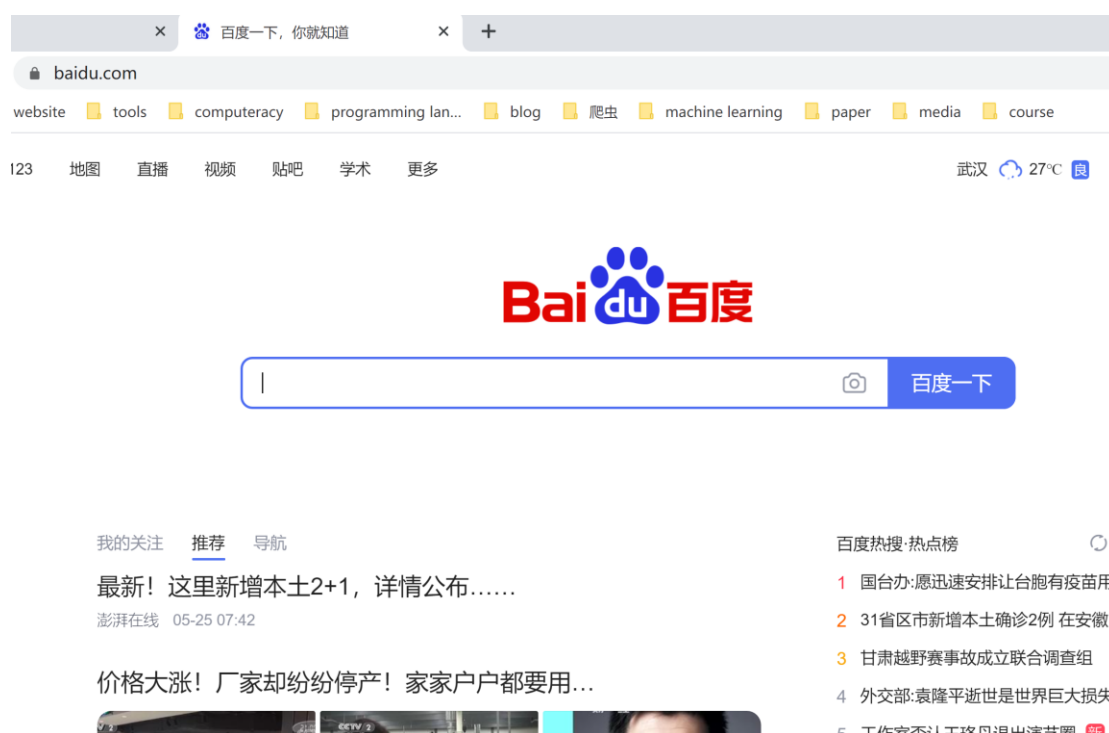 百度一下，你就知道
baidu.com
website tools computeracy programming lan... blog 爬虫 machine learning paper media course
123 地图 直播 视频 贴吧 学术 更多 武汉 27℃ 良
Bai du 百度
百度一下
我的关注 推荐 导航
百度热搜·热点榜
最新！这里新增本土2+1，详情公布……
澎湃在线 05-25 07:42
价格大涨！厂家却纷纷停产！家家户户都要用…
1 国台办:愿迅速安排让台胞有疫苗用
2 31省区市新增本土确诊2例 在安徽
3 甘肃越野赛事故成立联合调查组
4 外交部:袁隆平逝世是世界巨大损失
CCTV 2